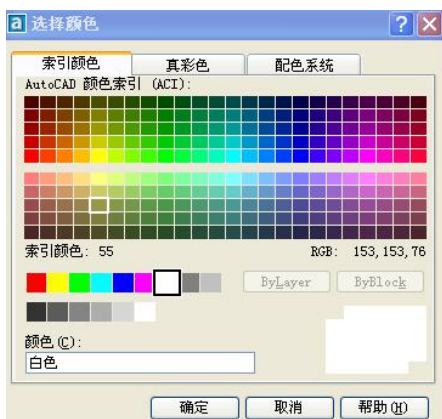 a 选择颜色
索引颜色 真彩色 配色系统
AutoCAD 颜色索引 (ACI):
索引颜色: 55 RGB: 153,153,76
ByLayer ByBlock
颜色(C):
白色
确定 取消 帮助(H)